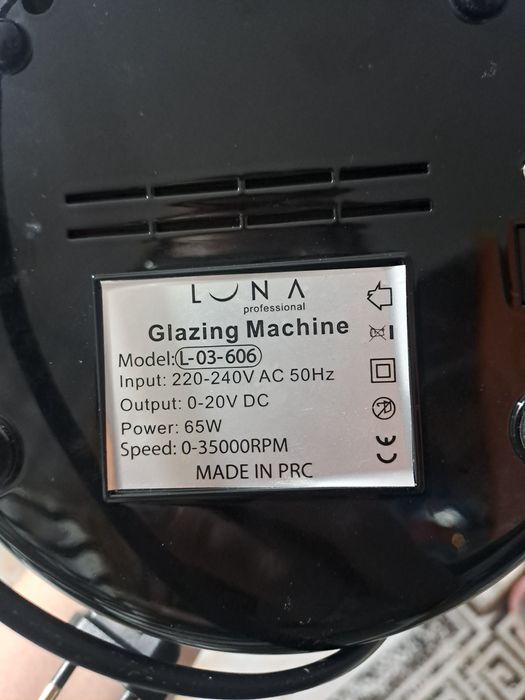 LUNA
professional
Glazing Machine
Model:L-03-606
Input: 220-240V AC 50Hz
Output: 0-20V DC
Power: 65W
Speed: 0-35000RPM
MADE IN PRC
CE